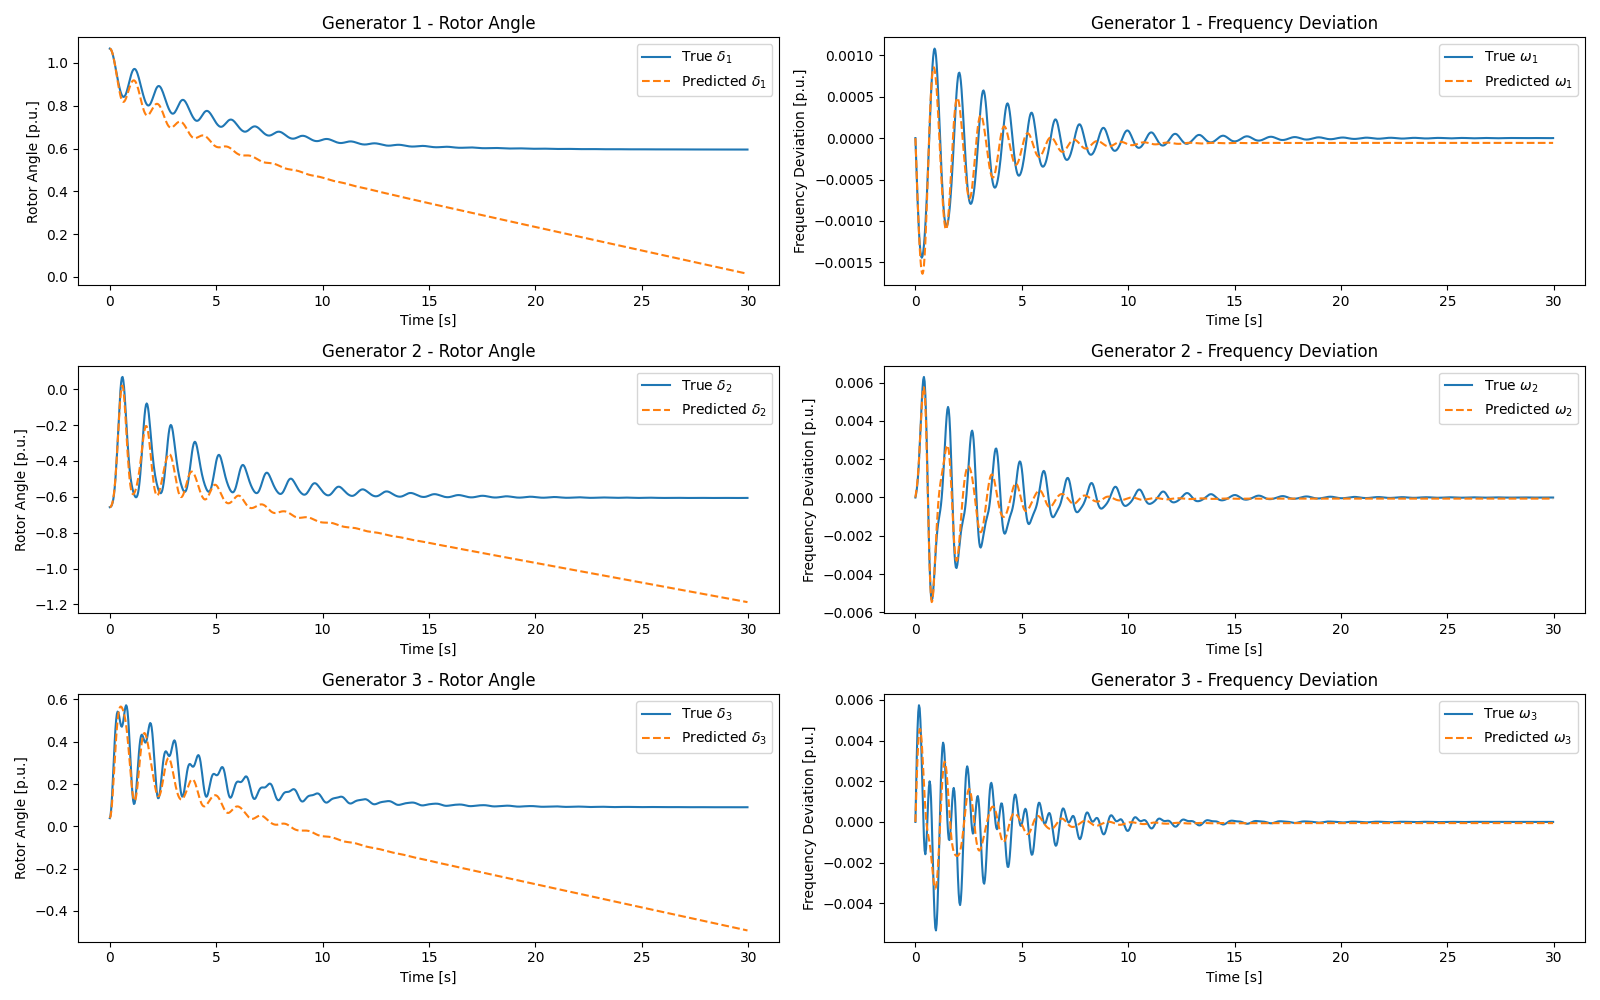 Generator 1 - Rotor Angle
Rotor Angle [p.u.]
1.0
0.8
0.6
0.4
0.2
0.0
True δ₁
Predicted δ₁
0 5 10 15 20 25 30
Time [s]
Generator 1 - Frequency Deviation
Frequency Deviation [p.u.]
0.0010
0.0005
0.0000
−0.0005
−0.0010
−0.0015
True ω₁
Predicted ω₁
0 5 10 15 20 25 30
Time [s]
Generator 2 - Rotor Angle
Rotor Angle [p.u.]
0.0
−0.2
−0.4
−0.6
−0.8
−1.0
−1.2
True δ₂
Predicted δ₂
0 5 10 15 20 25 30
Time [s]
Generator 2 - Frequency Deviation
Frequency Deviation [p.u.]
0.006
0.004
0.002
0.000
−0.002
−0.004
−0.006
True ω₂
Predicted ω₂
0 5 10 15 20 25 30
Time [s]
Generator 3 - Rotor Angle
Rotor Angle [p.u.]
0.6
0.4
0.2
0.0
−0.2
−0.4
True δ₃
Predicted δ₃
0 5 10 15 20 25 30
Time [s]
Generator 3 - Frequency Deviation
Frequency Deviation [p.u.]
0.006
0.004
0.002
0.000
−0.002
−0.004
True ω₃
Predicted ω₃
0 5 10 15 20 25 30
Time [s]